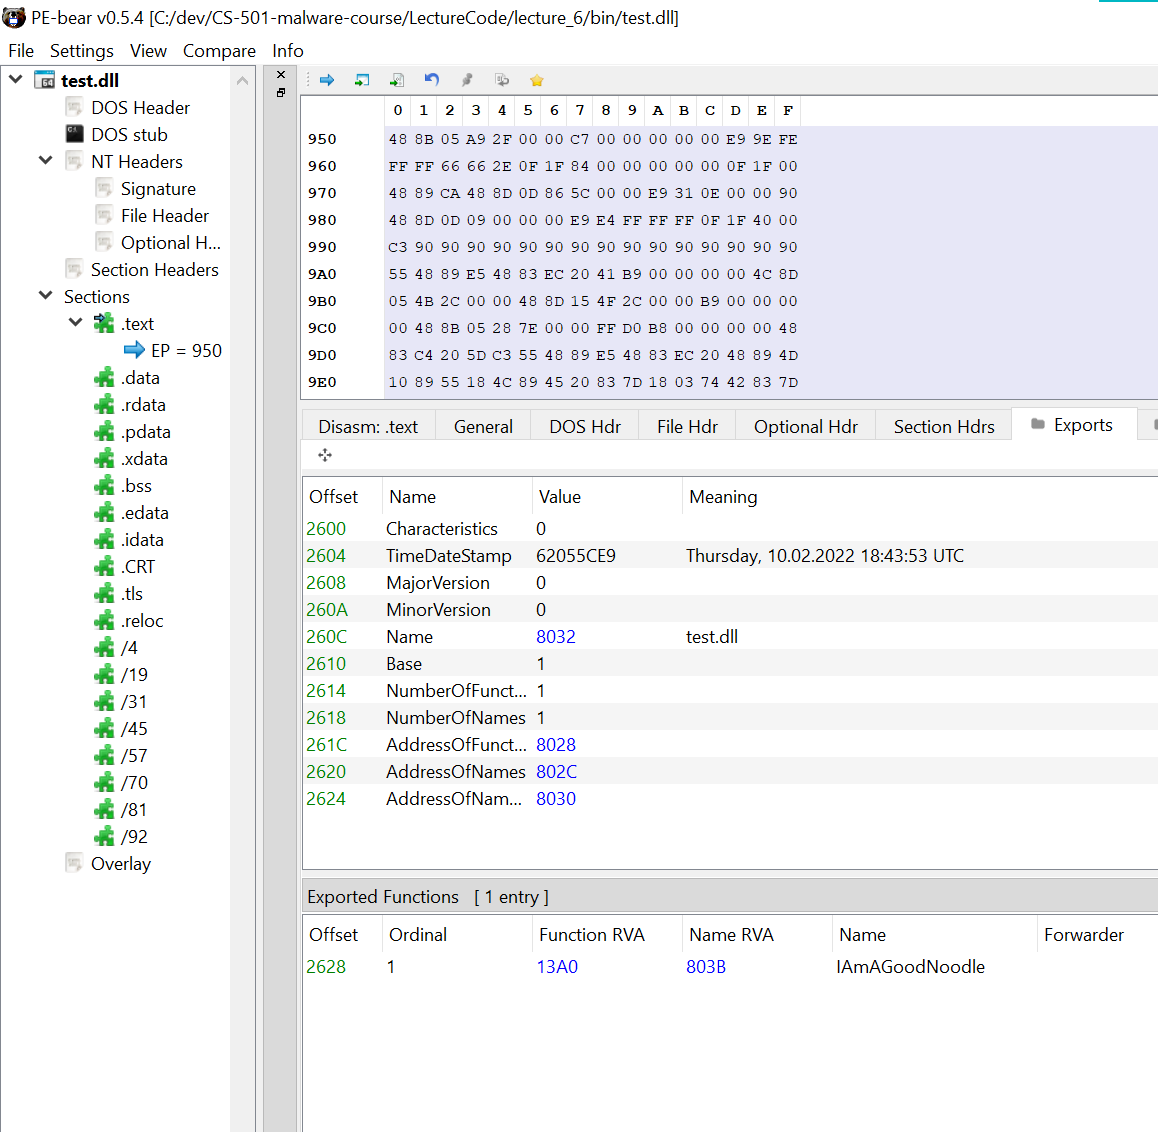 PE-bear v0.5.4 [C:/dev/CS-501-malware-course/LectureCode/lecture_6/bin/test.dll]
File Settings View Compare Info
test.dll
DOS Header
DOS stub
NT Headers
Signature
File Header
Optional H...
Section Headers
Sections
.text
EP = 950
.data
.rdata
.pdata
.xdata
.bss
.edata
.idata
.CRT
.tls
.reloc
/4
/19
/31
/45
/57
/70
/81
/92
Overlay
0 1 2 3 4 5 6 7 8 9 A B C D E F
950 48 8B 05 A9 2F 00 00 C7 00 00 00 00 00 E9 9E FE
960 FF FF 66 66 2E 0F 1F 84 00 00 00 00 00 0F 1F 00
970 48 89 CA 48 8D 0D 86 5C 00 00 E9 31 0E 00 00 90
980 48 8D 0D 09 00 00 00 E9 E4 FF FF FF 0F 1F 40 00
990 C3 90 90 90 90 90 90 90 90 90 90 90 90 90 90 90
9A0 55 48 89 E5 48 83 EC 20 41 B9 00 00 00 00 4C 8D
9B0 05 4B 2C 00 00 48 8D 15 4F 2C 00 00 B9 00 00 00
9C0 00 48 8B 05 28 7E 00 00 FF D0 B8 00 00 00 00 48
9D0 83 C4 20 5D C3 55 48 89 E5 48 83 EC 20 48 89 4D
9E0 10 89 55 18 4C 89 45 20 83 7D 18 03 74 42 83 7D
Disasm: .text General DOS Hdr File Hdr Optional Hdr Section Hdrs Exports
Offset Name Value Meaning
2600 Characteristics 0
2604 TimeDateStamp 62055CE9 Thursday, 10.02.2022 18:43:53 UTC
2608 MajorVersion 0
260A MinorVersion 0
260C Name 8032 test.dll
2610 Base 1
2614 NumberOfFunct... 1
2618 NumberOfNames 1
261C AddressOfFunct... 8028
2620 AddressOfNames 802C
2624 AddressOfNam... 8030
Exported Functions [ 1 entry ]
Offset Ordinal Function RVA Name RVA Name Forwarder
2628 1 13A0 803B IAmAGoodNoodle